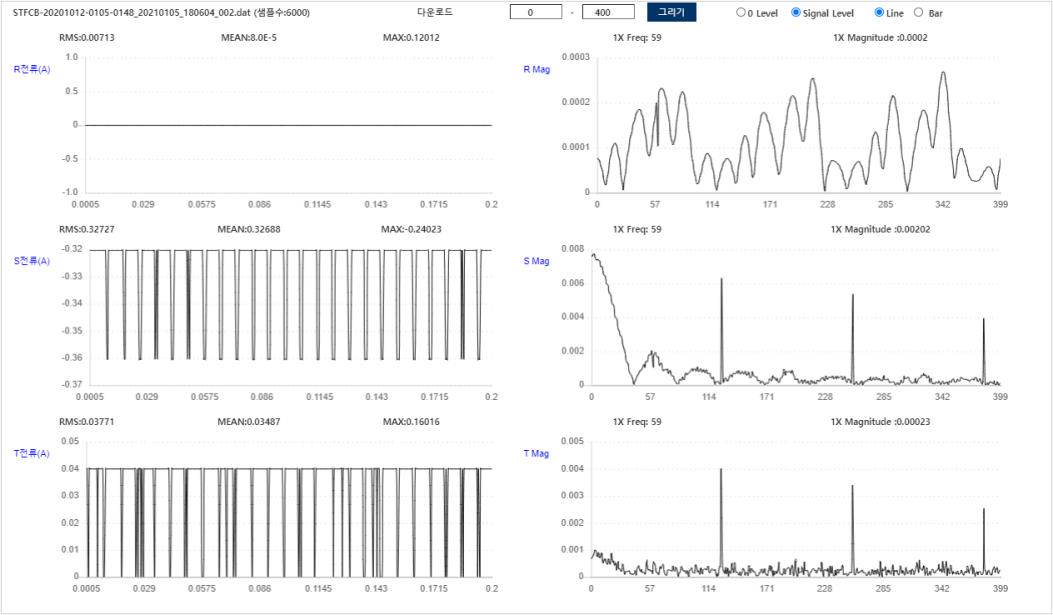 STFCB-20201012-0105-0148_20210105_180604_002.dat (샘플수:6000) 다운로드 0 - 400 그리기 0 Level Signal Level Line Bar
RMS:0.00713 MEAN:8.0E-5 MAX:0.12012 1X Freq: 59 1X Magnitude :0.0002
R전류(A)
1.0
0.5
0
-0.5
-1.0
0.0005 0.029 0.0575 0.086 0.1145 0.143 0.1715 0.2
R Mag
0.0003
0.0002
0.0001
0
0 57 114 171 228 285 342 399
RMS:0.32727 MEAN:0.32688 MAX:-0.24023 1X Freq: 59 1X Magnitude :0.00202
S전류(A)
-0.32
-0.33
-0.34
-0.35
-0.36
-0.37
0.0005 0.029 0.0575 0.086 0.1145 0.143 0.1715 0.2
S Mag
0.008
0.006
0.004
0.002
0
0 57 114 171 228 285 342 399
RMS:0.03771 MEAN:0.03487 MAX:0.16016 1X Freq: 59 1X Magnitude :0.00023
T전류(A)
0.05
0.04
0.03
0.02
0.01
0
0.0005 0.029 0.0575 0.086 0.1145 0.143 0.1715 0.2
T Mag
0.005
0.004
0.003
0.002
0.001
0
0 57 114 171 228 285 342 399